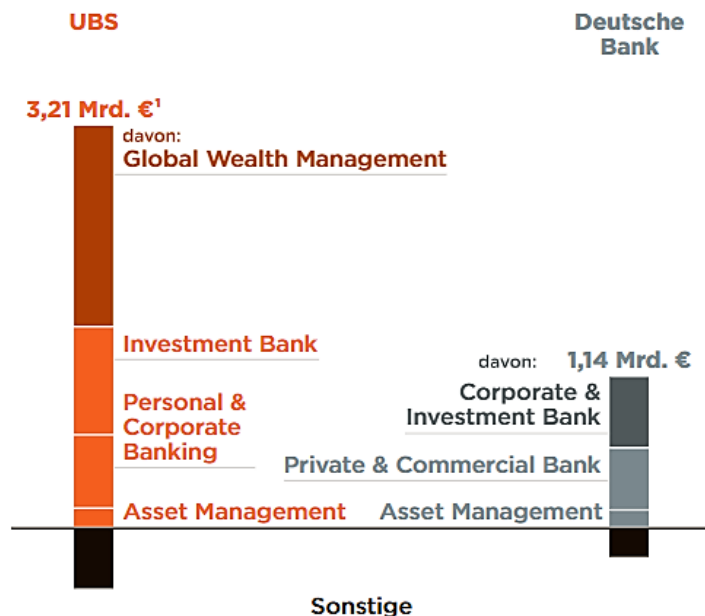 UBS
Deutsche
Bank
3,21 Mrd. €¹
davon:
Global Wealth Management
Investment Bank
Personal &
Corporate
Banking
Asset Management
davon: 1,14 Mrd. €
Corporate &
Investment Bank
Private & Commercial Bank
Asset Management
Sonstige